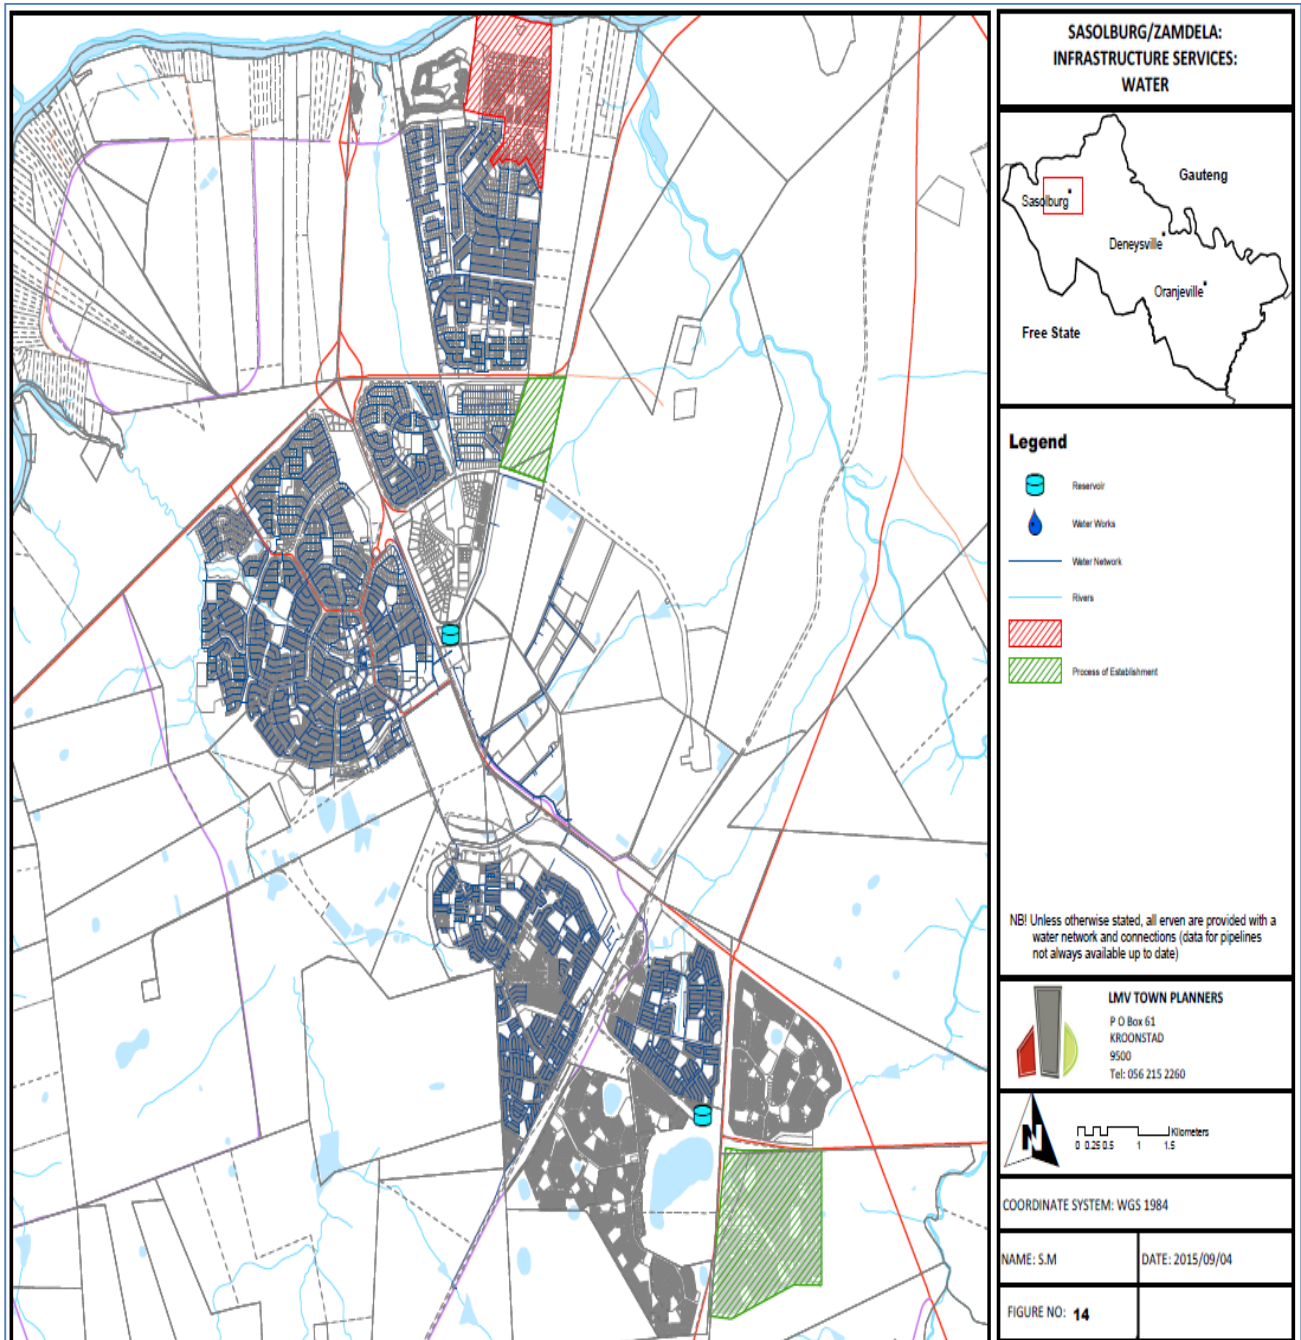 SASOLBURG/ZAMDELA:
INFRASTRUCTURE SERVICES:
WATER
Gauteng
Sasolburg
Deneysville
Oranjeville
Free State
Legend
Reservoir
Water Works
Water Network
Rivers
Process of Establishment
NB! Unless otherwise stated, all erven are provided with a
water network and connections (data for pipelines
not always available up to date)
LMV TOWN PLANNERS
P O Box 61
KROONSTAD
9500
Tel: 056 215 2260
N
Kilometers
0 0.25 0.5 1 1.5
COORDINATE SYSTEM: WGS 1984
NAME: S.M
DATE: 2015/09/04
FIGURE NO: 14